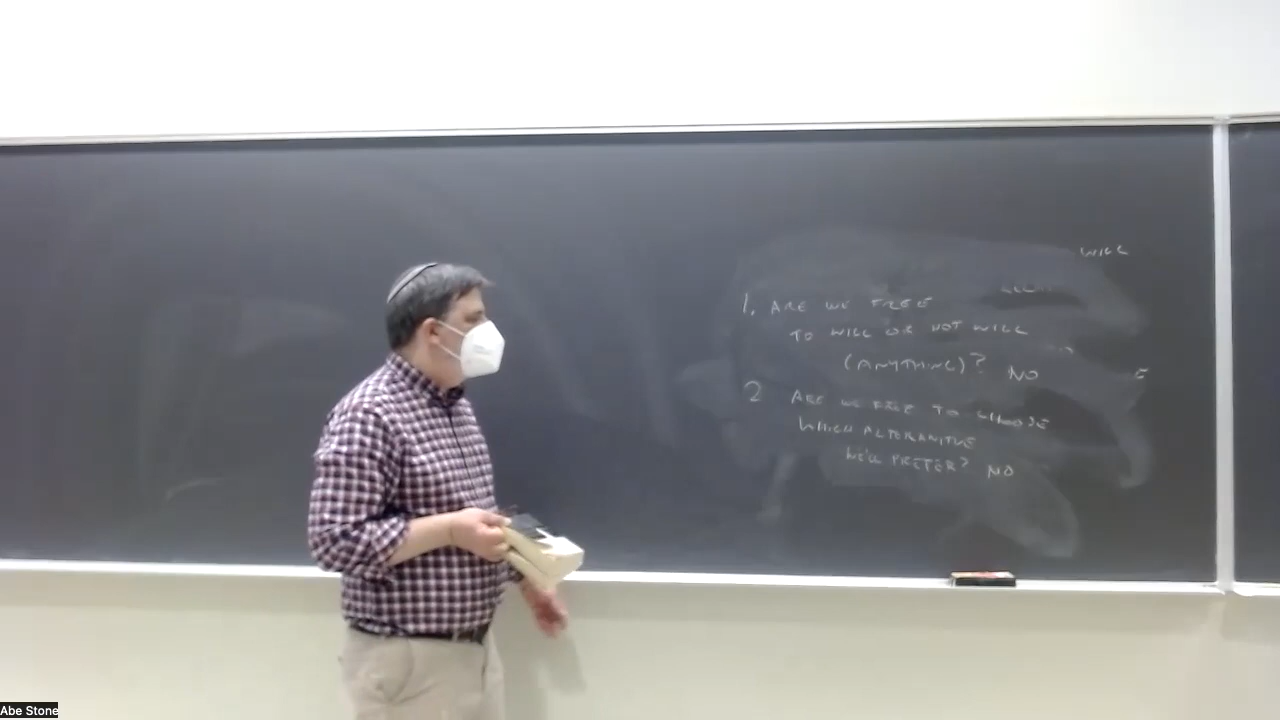 WILL
1. ARE WE FREE
TO WILL OR NOT WILL
(ANYTHING)? NO
E
2 ARE WE FREE TO CHOOSE
WHICH ALTERANITVE
WE'LL PREFER? NO
Abe Stone